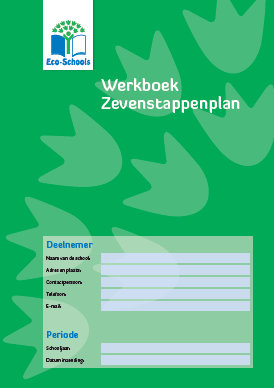 Eco-Schools
Werkboek
Zevenstappenplan
Deelnemer
Naam van de school:
Adres en plaats:
Contactpersoon:
Telefoon:
E-mail:
Periode
Schooljaar:
Datum inzending: